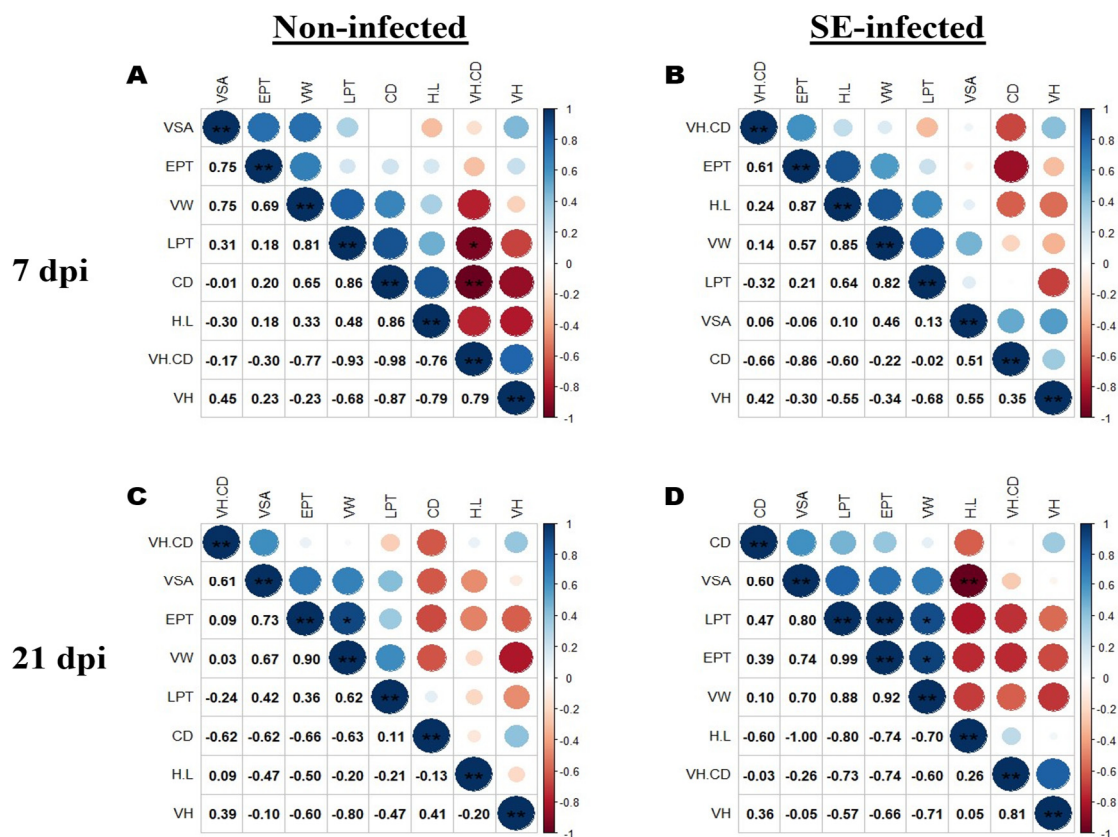 Non-infected
SE-infected
7 dpi
21 dpi
A
VSA EPT VW LPT CD H.L VH.CD VH
VSA **
EPT 0.75 **
VW 0.75 0.69 **
LPT 0.31 0.18 0.81 ** *
CD -0.01 0.20 0.65 0.86 ** **
H.L -0.30 0.18 0.33 0.48 0.86 **
VH.CD -0.17 -0.30 -0.77 -0.93 -0.98 -0.76 **
VH 0.45 0.23 -0.23 -0.68 -0.87 -0.79 0.79 **
1
0.8
0.6
0.4
0.2
0
-0.2
-0.4
-0.6
-0.8
-1
B
VH.CD EPT H.L VW LPT VSA CD VH
VH.CD **
EPT 0.61 **
H.L 0.24 0.87 **
VW 0.14 0.57 0.85 **
LPT -0.32 0.21 0.64 0.82 **
VSA 0.06 -0.06 0.10 0.46 0.13 **
CD -0.66 -0.86 -0.60 -0.22 -0.02 0.51 **
VH 0.42 -0.30 -0.55 -0.34 -0.68 0.55 0.35 **
1
0.8
0.6
0.4
0.2
0
-0.2
-0.4
-0.6
-0.8
-1
C
VH.CD VSA EPT VW LPT CD H.L VH
VH.CD **
VSA 0.61 **
EPT 0.09 0.73 ** *
VW 0.03 0.67 0.90 **
LPT -0.24 0.42 0.36 0.62 **
CD -0.62 -0.62 -0.66 -0.63 0.11 **
H.L 0.09 -0.47 -0.50 -0.20 -0.21 -0.13 **
VH 0.39 -0.10 -0.60 -0.80 -0.47 0.41 -0.20 **
1
0.8
0.6
0.4
0.2
0
-0.2
-0.4
-0.6
-0.8
-1
D
CD VSA LPT EPT VW H.L VH.CD VH
CD **
VSA 0.60 ** **
LPT 0.47 0.80 ** ** *
EPT 0.39 0.74 0.99 ** *
VW 0.10 0.70 0.88 0.92 **
H.L -0.60 -1.00 -0.80 -0.74 -0.70 **
VH.CD -0.03 -0.26 -0.73 -0.74 -0.60 0.26 **
VH 0.36 -0.05 -0.57 -0.66 -0.71 0.05 0.81 **
1
0.8
0.6
0.4
0.2
0
-0.2
-0.4
-0.6
-0.8
-1